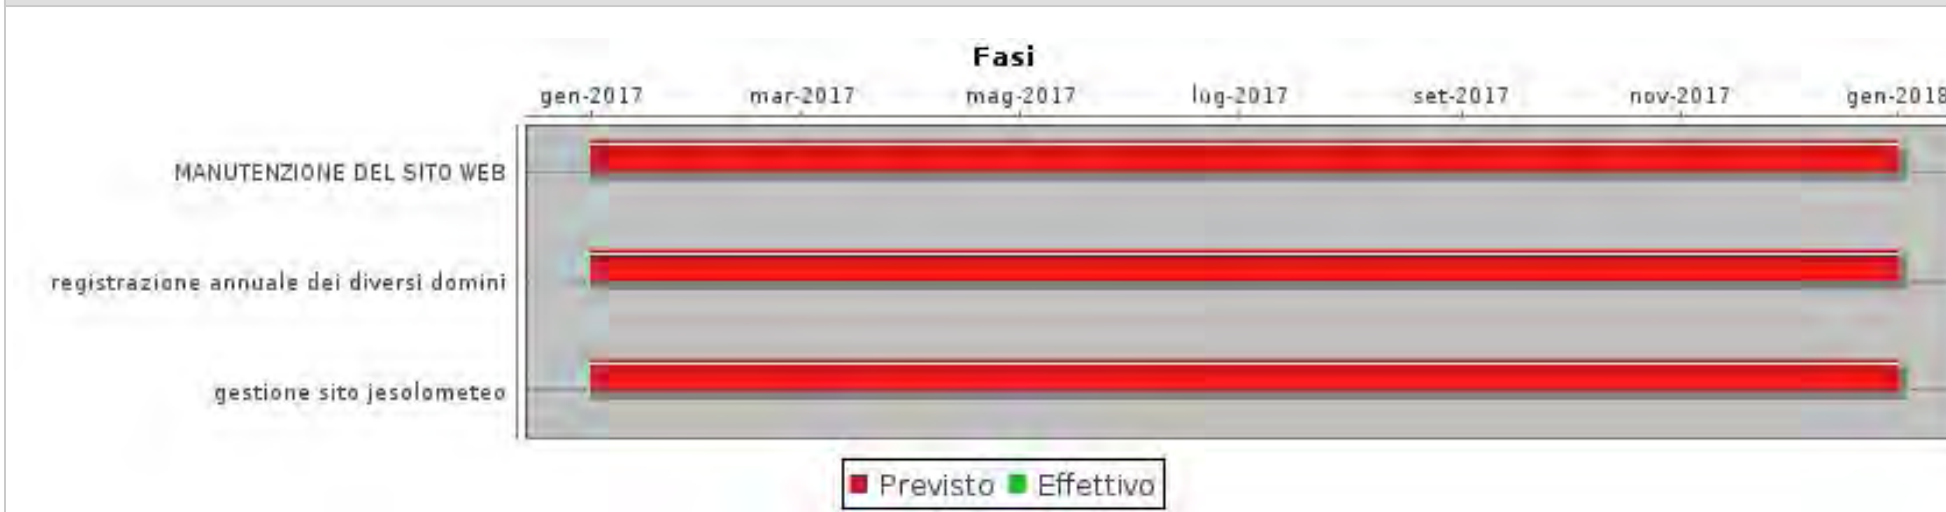 Fasi
gen-2017 mar-2017 mag-2017 lug-2017 set-2017 nov-2017 gen-2018
MANUTENZIONE DEL SITO WEB
registrazione annuale dei diversi domini
gestione sito jesolometeo
Previsto Effettivo